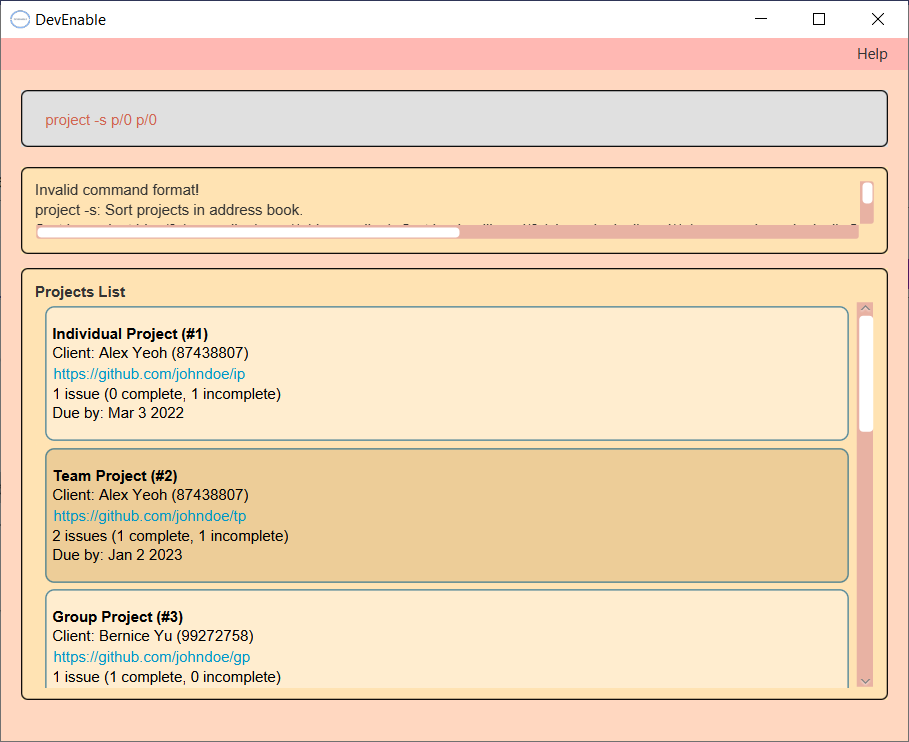 DevEnable
Help
project -s p/0 p/0
Invalid command format!
project -s: Sort projects in address book.
Projects List
Individual Project (#1)
Client: Alex Yeoh (87438807)
https://github.com/johndoe/ip
1 issue (0 complete, 1 incomplete)
Due by: Mar 3 2022
Team Project (#2)
Client: Alex Yeoh (87438807)
https://github.com/johndoe/tp
2 issues (1 complete, 1 incomplete)
Due by: Jan 2 2023
Group Project (#3)
Client: Bernice Yu (99272758)
https://github.com/johndoe/gp
1 issue (1 complete, 0 incomplete)